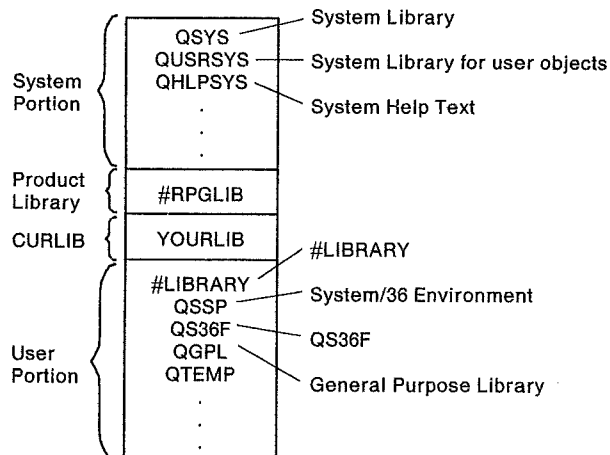 QSYS
QUSRSYS
QHLPSYS
System Library
System Library for user objects
System Help Text
System
Portion
Product
Library
#RPGLIB
CURLIB
YOURLIB
#LIBRARY
QSSP
QS36F
QGPL
QTEMP
#LIBRARY
System/36 Environment
QS36F
General Purpose Library
User
Portion